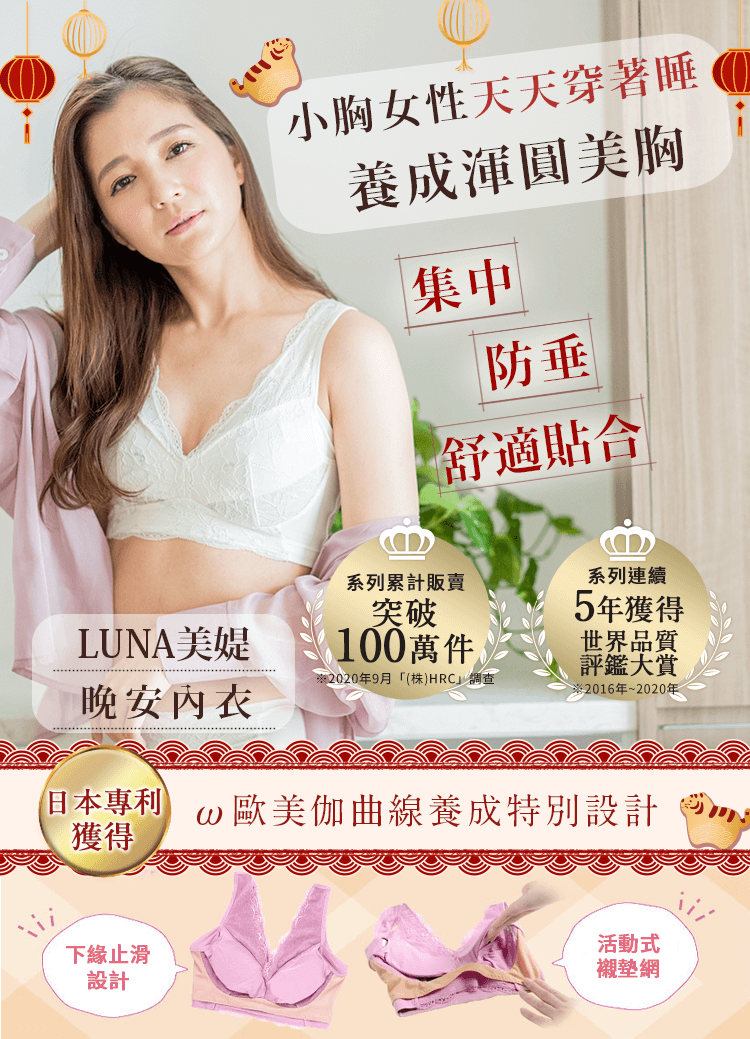 小胸女性天天穿著睡
養成渾圓美胸
集中
防垂
舒適貼合
系列累計販賣
突破
100萬件
※2020年9月「(株)HRC」調查
系列連續
5年獲得
世界品質
評鑑大賞
※2016年~2020年
LUNA美媞
晚安內衣
日本專利
獲得
ω歐美伽曲線養成特別設計
下緣止滑
設計
活動式
襯墊網